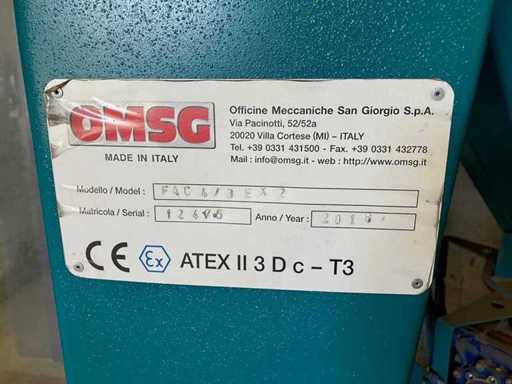 OMSG
MADE IN ITALY
Officine Meccaniche San Giorgio S.p.A.
Via Pacinotti, 52/52a
20020 Villa Cortese (MI) – ITALY
Tel. +39 0331 431500 - Fax. +39 0331 432778
Mail : info@omsg.it - web : http://www.omsg.it
Modello / Model :
Matricola / Serial :
Anno / Year :
CE Ex ATEX II 3 D c – T3